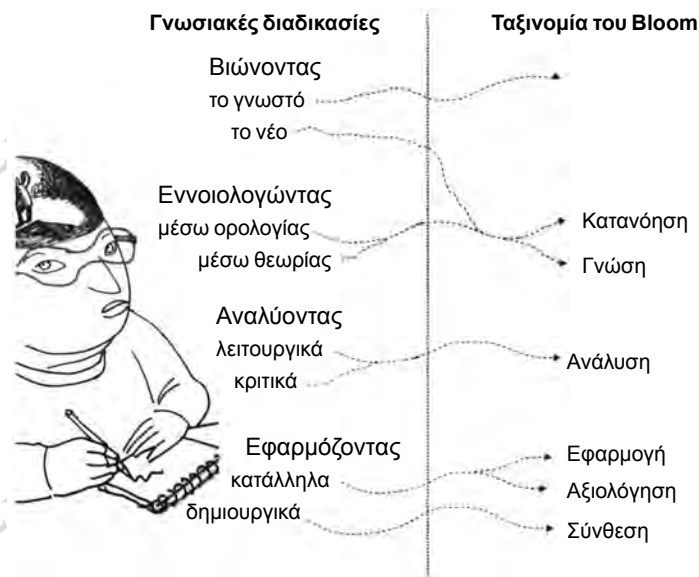 Γνωσιακές διαδικασίες
Ταξινομία του Bloom
Βιώνοντας
το γνωστό
το νέο
Εννοιολογώντας
μέσω ορολογίας
μέσω θεωρίας
Κατανόηση
Γνώση
Αναλύοντας
λειτουργικά
κριτικά
Ανάλυση
Εφαρμόζοντας
κατάλληλα
δημιουργικά
Εφαρμογή
Αξιολόγηση
Σύνθεση